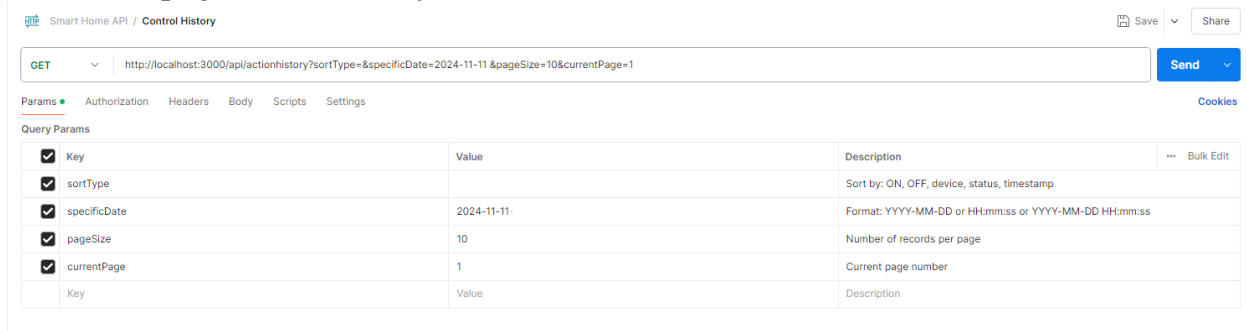 HTTP Smart Home API / Control History Save Share
GET http://localhost:3000/api/actionhistory?sortType=&specificDate=2024-11-11 &pageSize=10&currentPage=1 Send
Params Authorization Headers Body Scripts Settings Cookies
Query Params
Key Value Description ••• Bulk Edit
sortType Sort by: ON, OFF, device, status, timestamp
specificDate 2024-11-11 Format: YYYY-MM-DD or HH:mm:ss or YYYY-MM-DD HH:mm:ss
pageSize 10 Number of records per page
currentPage 1 Current page number
Key Value Description